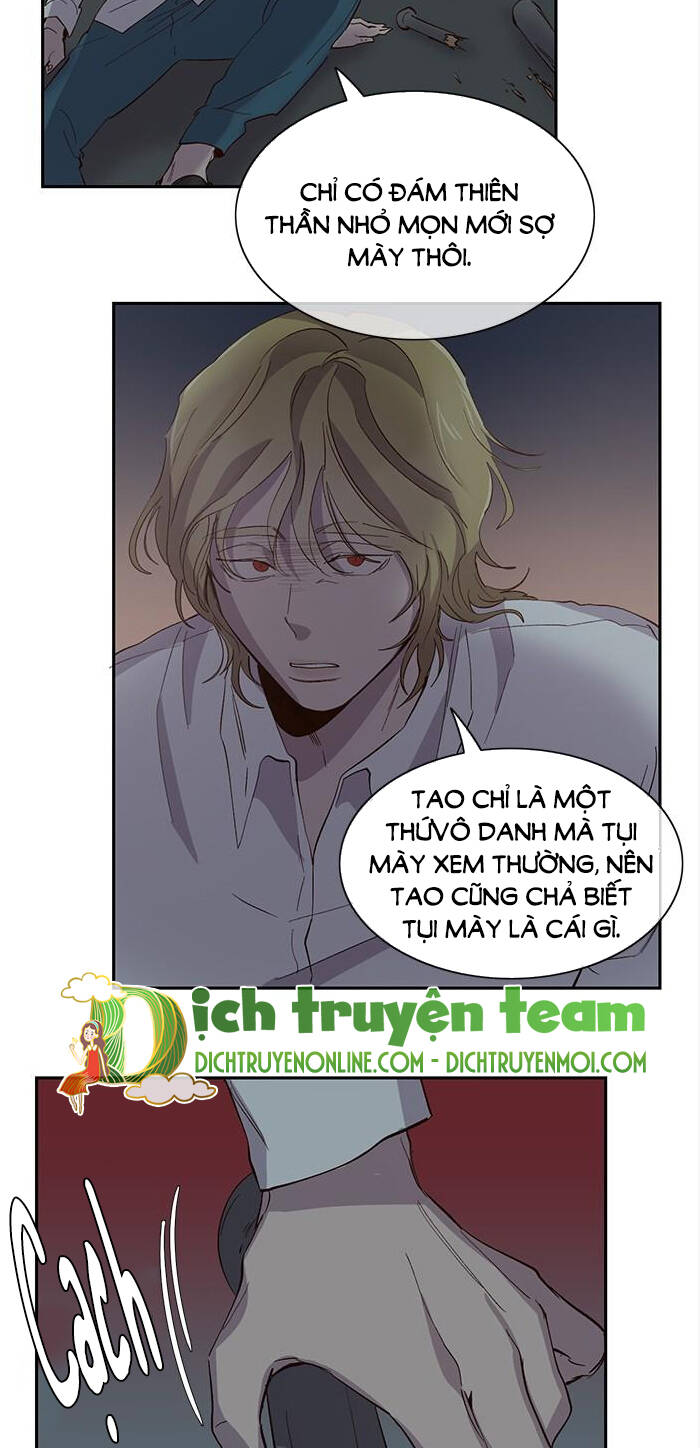 CHỈ CÓ ĐÁM THIÊN
THẦN NHỎ MỌN MỚI SỢ
MÀY THÔI.
TAO CHỈ LÀ MỘT
THỨVÔ DANH MÀ TỤI
MÀY XEM THƯỜNG, NÊN
TAO CŨNG CHẢ BIẾT
TỤI MÀY LÀ CÁI GÌ.
Dịch truyện team
DICHTRUYENONLINE.COM - DICHTRUYENMOI.COM
Cạch